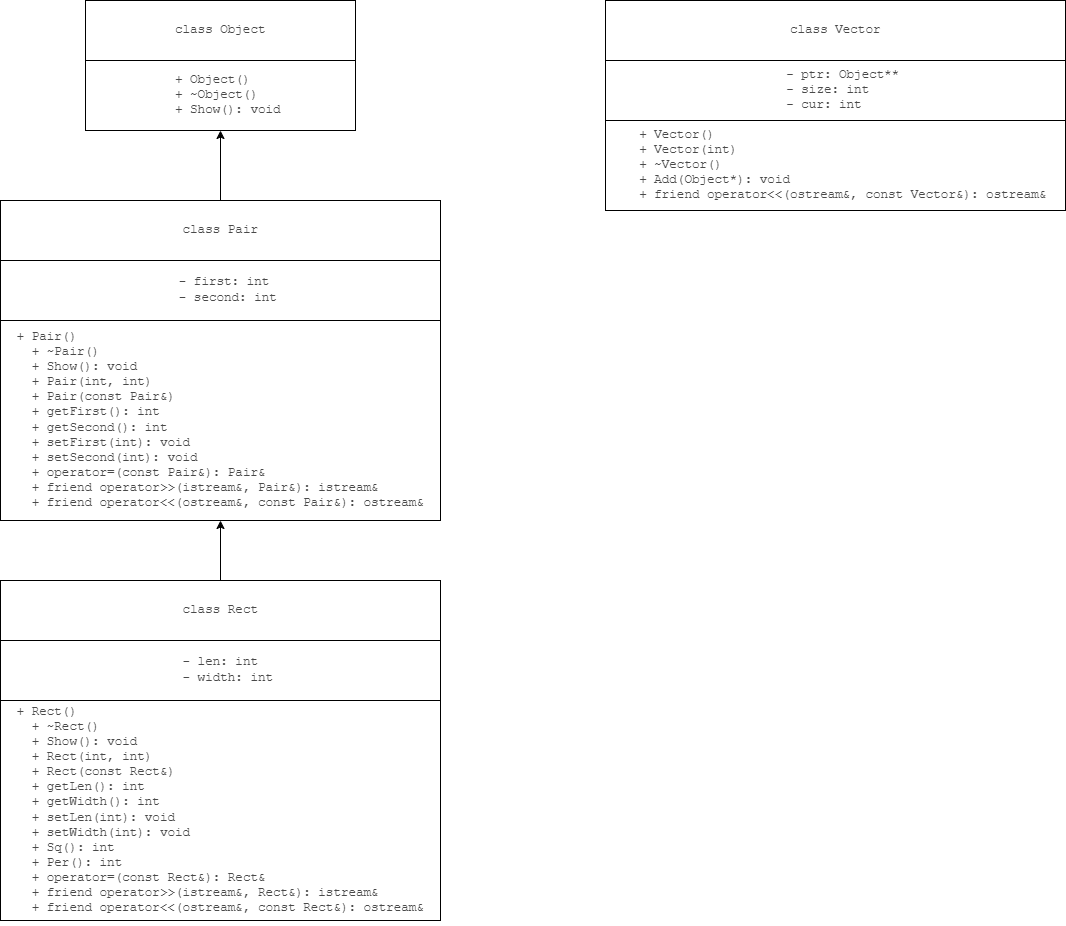 class Object
+ Object()
+ ~Object()
+ Show(): void
class Pair
- first: int
- second: int
+ Pair()
+ ~Pair()
+ Show(): void
+ Pair(int, int)
+ Pair(const Pair&)
+ getFirst(): int
+ getSecond(): int
+ setFirst(int): void
+ setSecond(int): void
+ operator=(const Pair&): Pair&
+ friend operator>>(istream&, Pair&): istream&
+ friend operator<<(ostream&, const Pair&): ostream&
class Rect
- len: int
- width: int
+ Rect()
+ ~Rect()
+ Show(): void
+ Rect(int, int)
+ Rect(const Rect&)
+ getLen(): int
+ getWidth(): int
+ setLen(int): void
+ setWidth(int): void
+ Sq(): int
+ Per(): int
+ operator=(const Rect&): Rect&
+ friend operator>>(istream&, Rect&): istream&
+ friend operator<<(ostream&, const Rect&): ostream&
class Vector
- ptr: Object**
- size: int
- cur: int
+ Vector()
+ Vector(int)
+ ~Vector()
+ Add(Object*): void
+ friend operator<<(ostream&, const Vector&): ostream&